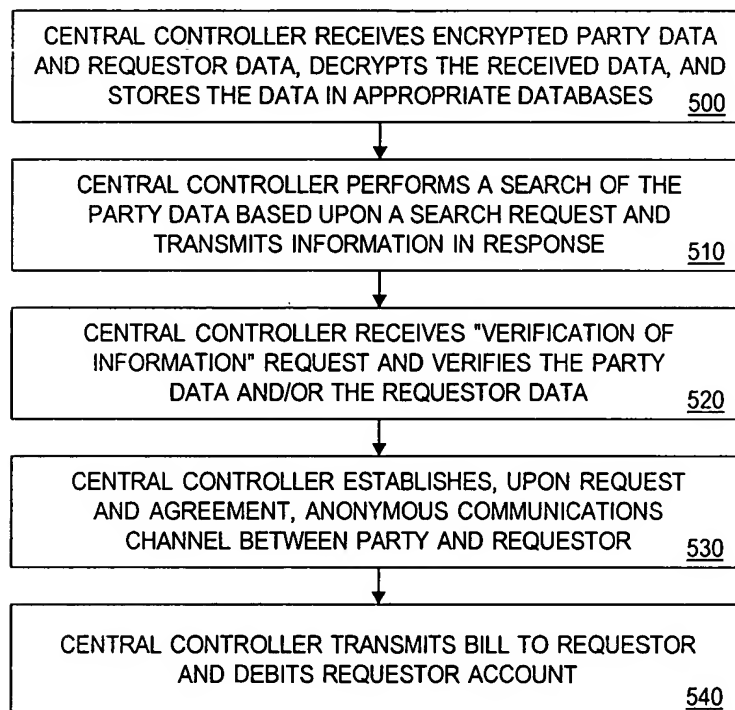 CENTRAL CONTROLLER RECEIVES ENCRYPTED PARTY DATA
AND REQUESTOR DATA, DECRYPTS THE RECEIVED DATA, AND
STORES THE DATA IN APPROPRIATE DATABASES
500
CENTRAL CONTROLLER PERFORMS A SEARCH OF THE
PARTY DATA BASED UPON A SEARCH REQUEST AND
TRANSMITS INFORMATION IN RESPONSE
510
CENTRAL CONTROLLER RECEIVES "VERIFICATION OF
INFORMATION" REQUEST AND VERIFIES THE PARTY
DATA AND/OR THE REQUESTOR DATA
520
CENTRAL CONTROLLER ESTABLISHES, UPON REQUEST
AND AGREEMENT, ANONYMOUS COMMUNICATIONS
CHANNEL BETWEEN PARTY AND REQUESTOR
530
CENTRAL CONTROLLER TRANSMITS BILL TO REQUESTOR
AND DEBITS REQUESTOR ACCOUNT
540